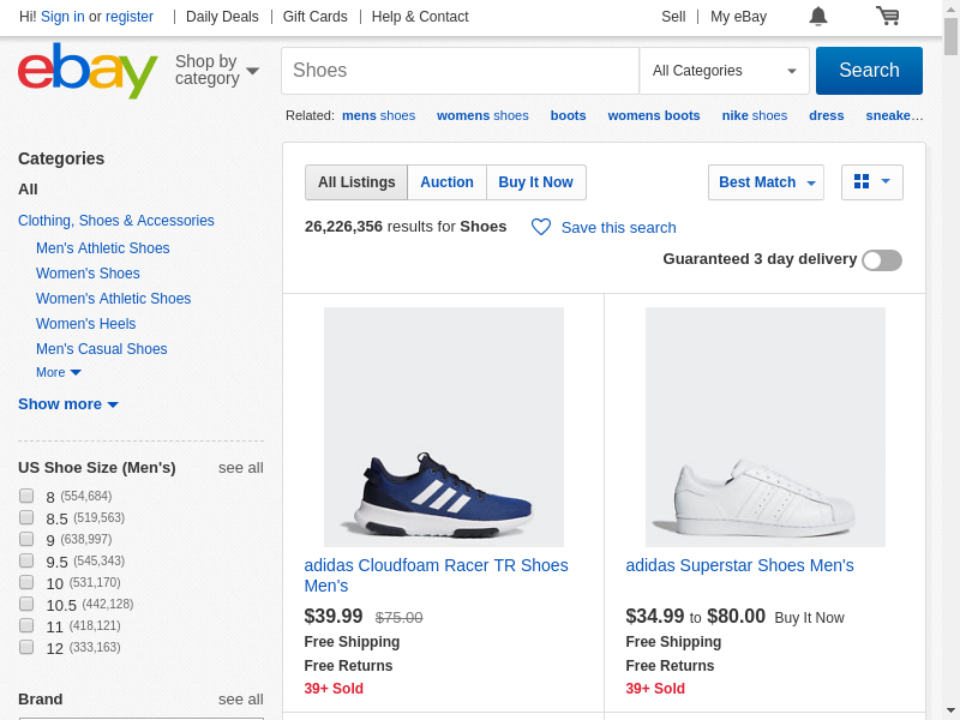 Hi! Sign in or register | Daily Deals | Gift Cards | Help & Contact Sell | My eBay
ebay
Shop by
category
Shoes All Categories Search
Related: mens shoes womens shoes boots womens boots nike shoes dress sneake…
Categories
All
Clothing, Shoes & Accessories
Men's Athletic Shoes
Women's Shoes
Women's Athletic Shoes
Women's Heels
Men's Casual Shoes
More
Show more
US Shoe Size (Men's) see all
8 (554,684)
8.5 (519,563)
9 (638,997)
9.5 (545,343)
10 (531,170)
10.5 (442,128)
11 (418,121)
12 (333,163)
Brand see all
All Listings Auction Buy It Now Best Match
26,226,356 results for Shoes Save this search
Guaranteed 3 day delivery
adidas Cloudfoam Racer TR Shoes
Men's
$39.99 $75.00
Free Shipping
Free Returns
39+ Sold
adidas Superstar Shoes Men's
$34.99 to $80.00 Buy It Now
Free Shipping
Free Returns
39+ Sold